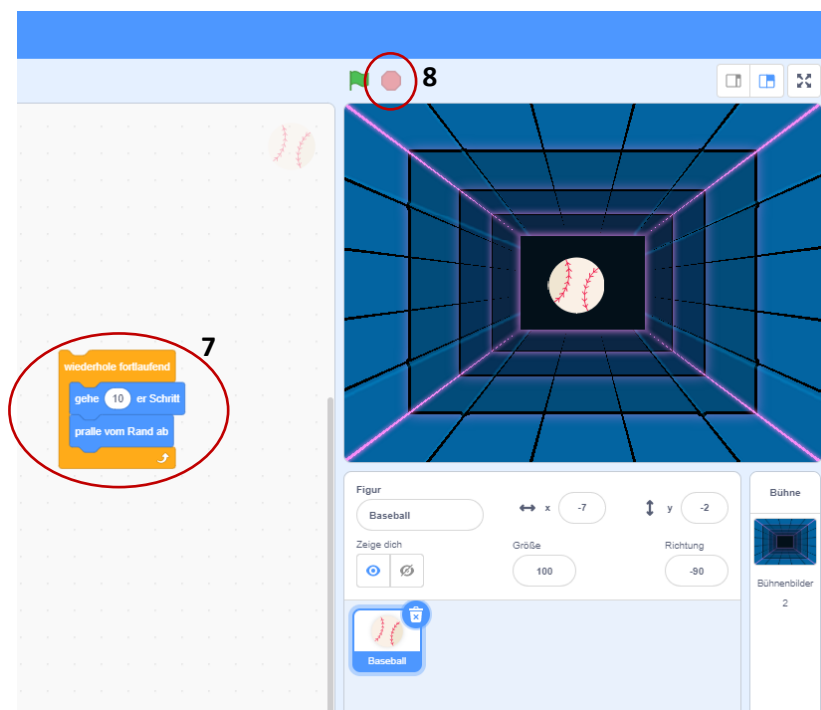 8
7
wiederhole fortlaufend
gehe 10 er Schritt
pralle vom Rand ab
Figur
Baseball
x -7
y -2
Zeige dich
Größe
100
Richtung
-90
Baseball
Bühne
Bühnenbilder
2